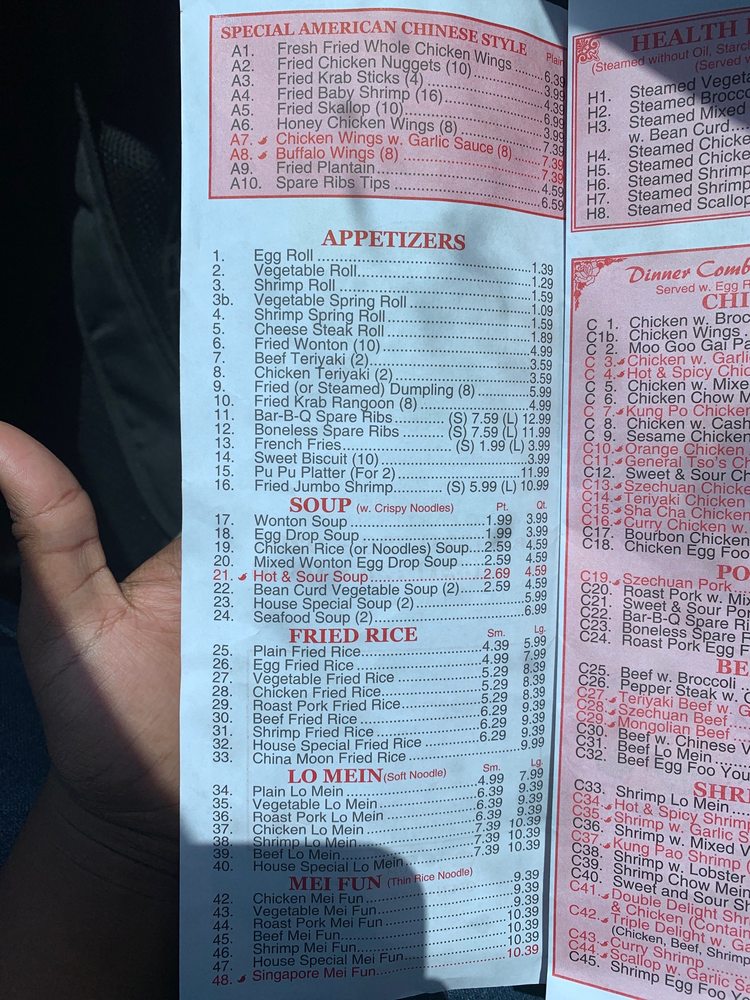 SPECIAL AMERICAN CHINESE STYLE
Plain
A1. Fresh Fried Whole Chicken Wings ........6.39
A2. Fried Chicken Nuggets (10) ........3.99
A3. Fried Krab Sticks (4) ........4.39
A4. Fried Baby Shrimp (16) ........6.99
A5. Fried Skallop (10) ........3.99
A6. Honey Chicken Wings (8) ........7.39
A7. Chicken Wings w. Garlic Sauce (8) ........7.39
A8. Buffalo Wings (8) ........7.39
A9. Fried Plantain ........4.59
A10. Spare Ribs Tips ........6.59
APPETIZERS
1. Egg Roll ........1.39
2. Vegetable Roll ........1.29
3. Shrimp Roll ........1.59
3b. Vegetable Spring Roll ........1.09
4. Shrimp Spring Roll ........1.59
5. Cheese Steak Roll ........1.89
6. Fried Wonton (10) ........4.99
7. Beef Teriyaki (2) ........3.59
8. Chicken Teriyaki (2) ........3.59
9. Fried (or Steamed) Dumpling (8) ........5.99
10. Fried Krab Rangoon (8) ........4.99
11. Bar-B-Q Spare Ribs ........(S) 7.59 (L) 12.99
12. Boneless Spare Ribs ........(S) 7.59 (L) 11.99
13. French Fries ........(S) 1.99 (L) 3.99
14. Sweet Biscuit (10) ........3.99
15. Pu Pu Platter (For 2) ........11.99
16. Fried Jumbo Shrimp ........(S) 5.99 (L) 10.99
SOUP (w. Crispy Noodles) Pt. Qt.
17. Wonton Soup ........1.99 3.99
18. Egg Drop Soup ........1.99 3.99
19. Chicken Rice (or Noodles) Soup....2.59 4.59
20. Mixed Wonton Egg Drop Soup ....2.59 4.59
21. Hot & Sour Soup ........2.69 4.59
22. Bean Curd Vegetable Soup (2) ....2.59 4.59
23. House Special Soup (2) ........5.99
24. Seafood Soup (2) ........6.99
FRIED RICE Sm. Lg.
25. Plain Fried Rice ........4.39 5.99
26. Egg Fried Rice ........4.99 7.99
27. Vegetable Fried Rice ........5.29 8.39
28. Chicken Fried Rice ........5.29 8.39
29. Roast Pork Fried Rice ........5.29 8.39
30. Beef Fried Rice ........6.29 9.39
31. Shrimp Fried Rice ........6.29 9.39
32. House Special Fried Rice ........6.29 9.39
33. China Moon Fried Rice ........9.99
LO MEIN (Soft Noodle) Sm. Lg.
34. Plain Lo Mein ........4.99 7.99
35. Vegetable Lo Mein ........6.39 9.39
36. Roast Pork Lo Mein ........6.39 9.39
37. Chicken Lo Mein ........6.39 9.39
38. Shrimp Lo Mein ........7.39 10.39
39. Beef Lo Mein ........7.39 10.39
40. House Special Lo Mein ........7.39 10.39
MEI FUN (Thin Rice Noodle)
42. Chicken Mei Fun ........9.39
43. Vegetable Mei Fun ........9.39
44. Roast Pork Mei Fun ........9.39
45. Beef Mei Fun ........10.39
46. Shrimp Mei Fun ........10.39
47. House Special Mei Fun ........10.39
48. Singapore Mei Fun ........10.39
HEALTH
(Steamed without Oil,
(Served
H1. Steamed
H2. Steamed
H3. Steamed Mixed
w. Bean Curd....
H4. Steamed
H5. Steamed
H6. Steamed
H7. Steamed
H8. Steamed
Dinner
Served w. Egg
C 1. Chicken w.
C1b. Chicken Wings
C 2. Moo Goo Gai
C 3. Chicken w.
C 4. Hot & Spicy
C 5. Chicken w.
C 6. Chicken Chow
C 7. Kung Po Chicken
C 8. Chicken w.
C 9. Sesame Chicken
C10. Orange Chicken
C11. General Tso's
C12. Sweet & Sour
C13. Szechuan
C14. Teriyaki
C15. Sha Cha Chicken
C16. Curry Chicken w.
C17. Bourbon Chicken
C18. Chicken Egg
C19. Szechuan Pork
C20. Roast Pork w.
C21. Sweet & Sour
C22. Bar-B-Q Spare
C23. Boneless Spare
C24. Roast Pork Egg
C25. Beef w. Broccoli
C26. Pepper Steak w.
C27. Teriyaki Beef w.
C28. Szechuan Beef
C29. Mongolian Beef
C30. Beef w. Chinese
C31. Beef Lo Mein
C32. Beef Egg Foo
C33. Shrimp Lo Mein
C34. Hot & Spicy
C35. Shrimp w. Garlic
C36. Shrimp w. Mixed
C37. Kung Pao Shrimp
C38. Shrimp w. Lobster
C39. Shrimp Chow
C40. Sweet and Sour
C41. Double Delight
& Chicken
C42. Triple Delight w.
(Chicken, Beef,
C43. Curry Shrimp
C44. Scallop w. Garlic
C45. Shrimp Egg Foo